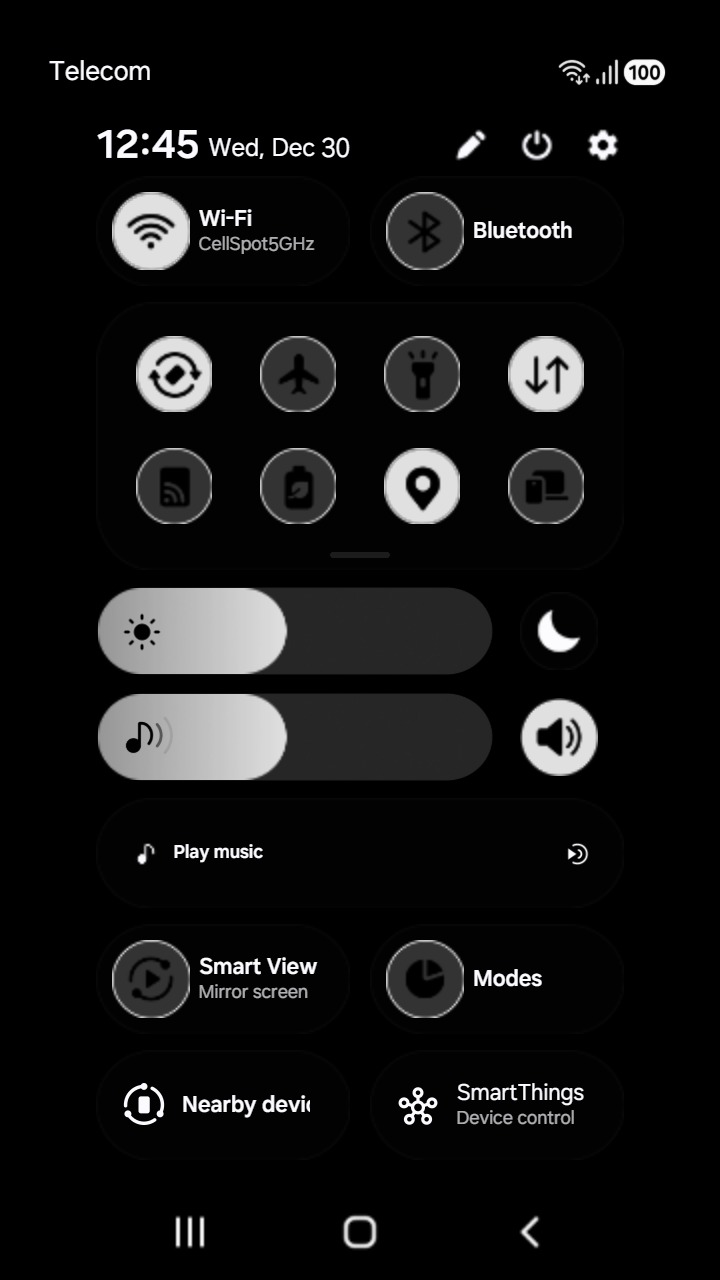 Telecom
100
12:45 Wed, Dec 30
Wi-Fi
CellSpot5GHz
Bluetooth
Play music
Smart View
Mirror screen
Modes
Nearby
SmartThings
Device control